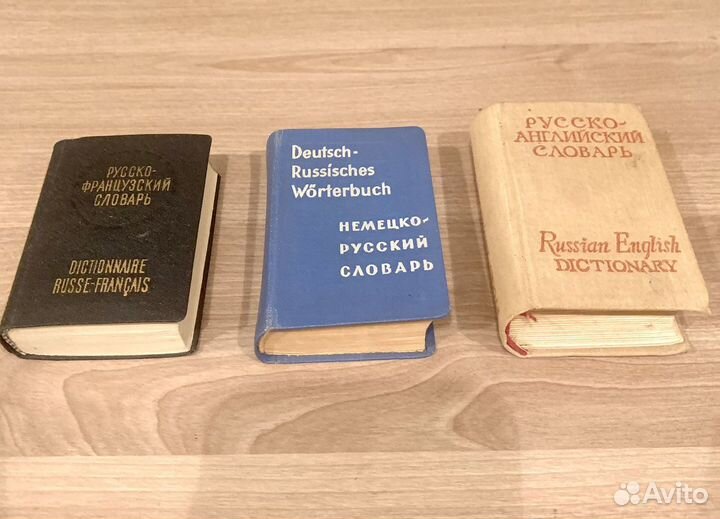 РУССКО-
ФРАНЦУЗСКИЙ
СЛОВАРЬ
DICTIONNAIRE
RUSSE-FRANÇAIS
Deutsch-
Russisches
Wörterbuch
НЕМЕЦКО-
РУССКИЙ
СЛОВАРЬ
РУССКО-
АНГЛИЙСКИЙ
СЛОВАРЬ
Russian English
DICTIONARY
Avito